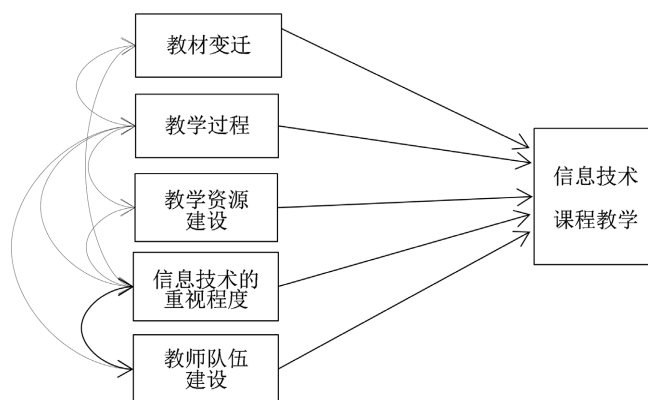 教材变迁
教学过程
教学资源
建设
信息技术的
重视程度
教师队伍
建设
信息技术
课程教学